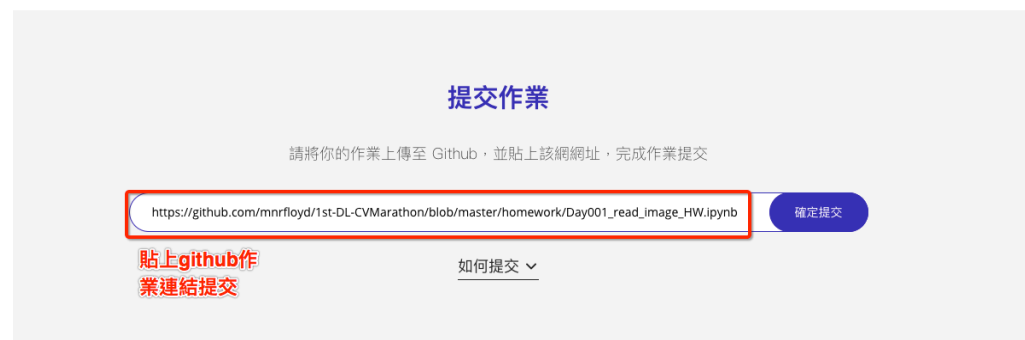 提交作業
請將你的作業上傳至 Github，並貼上該網網址，完成作業提交
https://github.com/mnrfloyd/1st-DL-CVMarathon/blob/master/homework/Day001_read_image_HW.ipynb
確定提交
貼上github作
業連結提交
如何提交